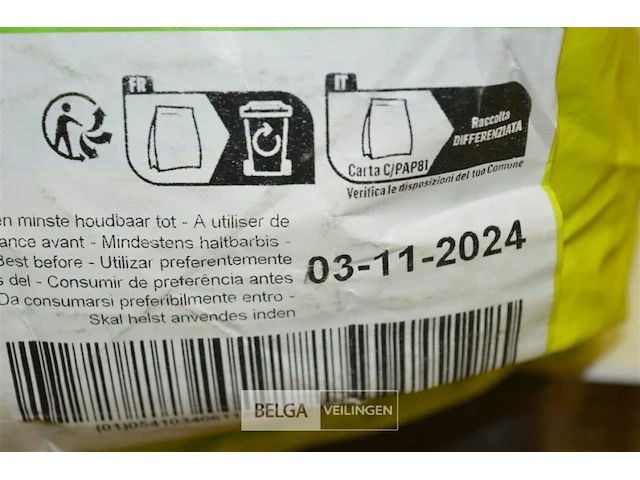 FR
IT
Raccolta
DIFFERENZIATA
Carta C/PAP81
Verifica le disposizioni del tuo Comune
en minste houdbaar tot - A utiliser de
ance avant - Mindestens haltbarbis -
Best before - Utilizar preferentemente
s del - Consumir de preferência antes
Da consumarsi preferibilmente entro -
Skal helst anvendes inden
03-11-2024
BELGA VEILINGEN